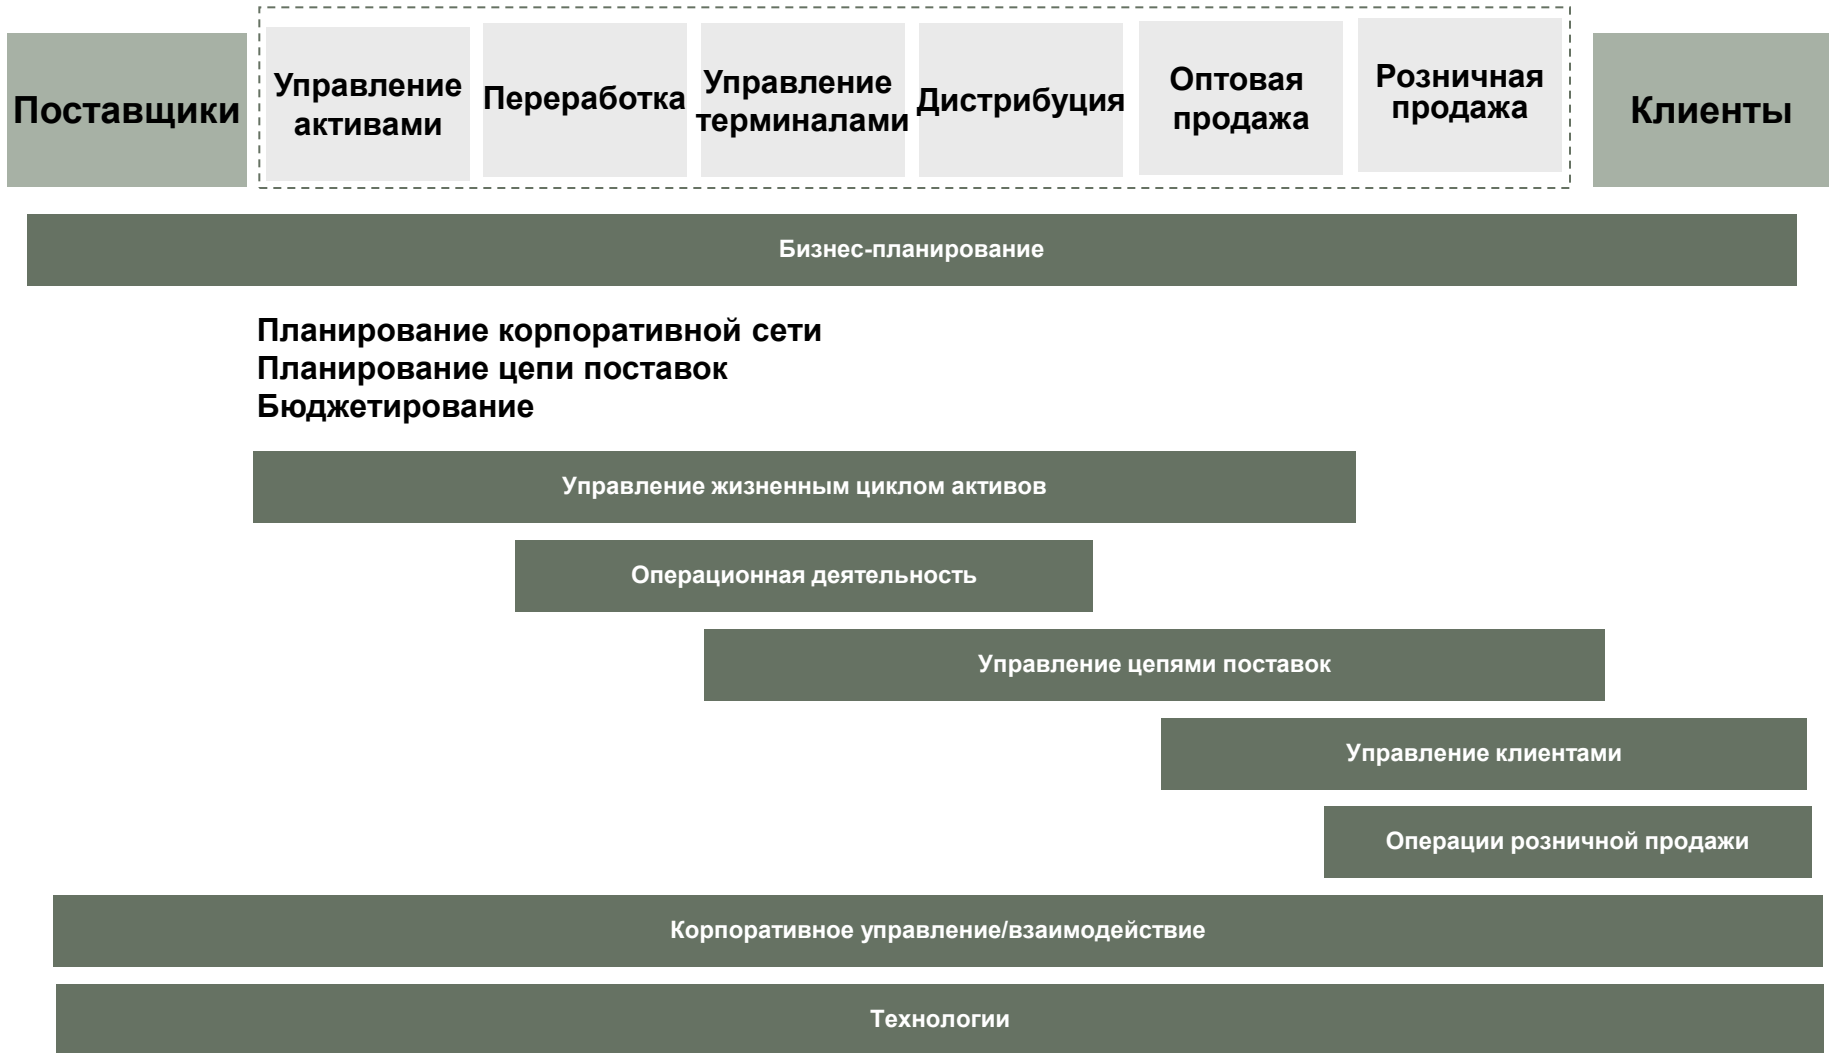 Поставщики
Управление
активами
Переработка
Управление
терминалами
Дистрибуция
Оптовая
продажа
Розничная
продажа
Клиенты
Бизнес-планирование
Планирование корпоративной сети
Планирование цепи поставок
Бюджетирование
Управление жизненным циклом активов
Операционная деятельность
Управление цепями поставок
Управление клиентами
Операции розничной продажи
Корпоративное управление/взаимодействие
Технологии